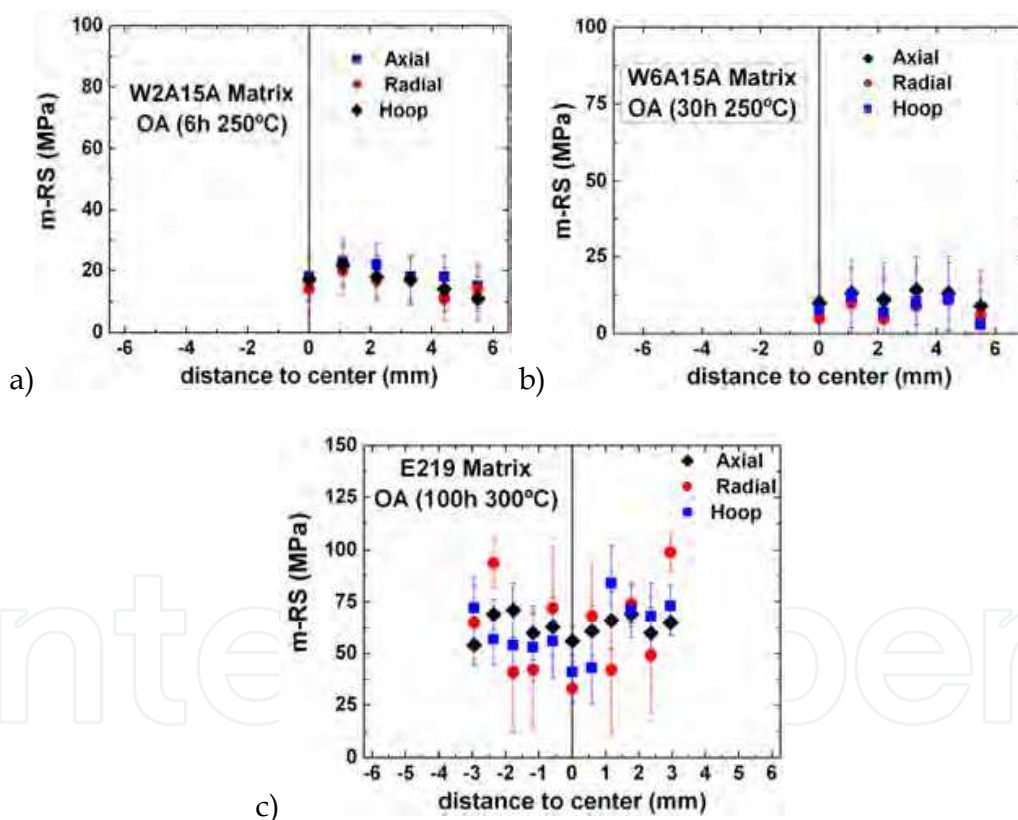 100
80
60
40
20
0
m-RS (MPa)
W2A15A Matrix
OA (6h 250ºC)
Axial
Radial
Hoop
-6 -4 -2 0 2 4 6
distance to center (mm)
a)
100
75
50
25
0
m-RS (MPa)
W6A15A Matrix
OA (30h 250ºC)
Axial
Radial
Hoop
-6 -4 -2 0 2 4 6
distance to center (mm)
b)
150
125
100
75
50
25
0
m-RS (MPa)
E219 Matrix
OA (100h 300ºC)
Axial
Radial
Hoop
-6 -5 -4 -3 -2 -1 0 1 2 3 4 5 6
distance to center (mm)
c)